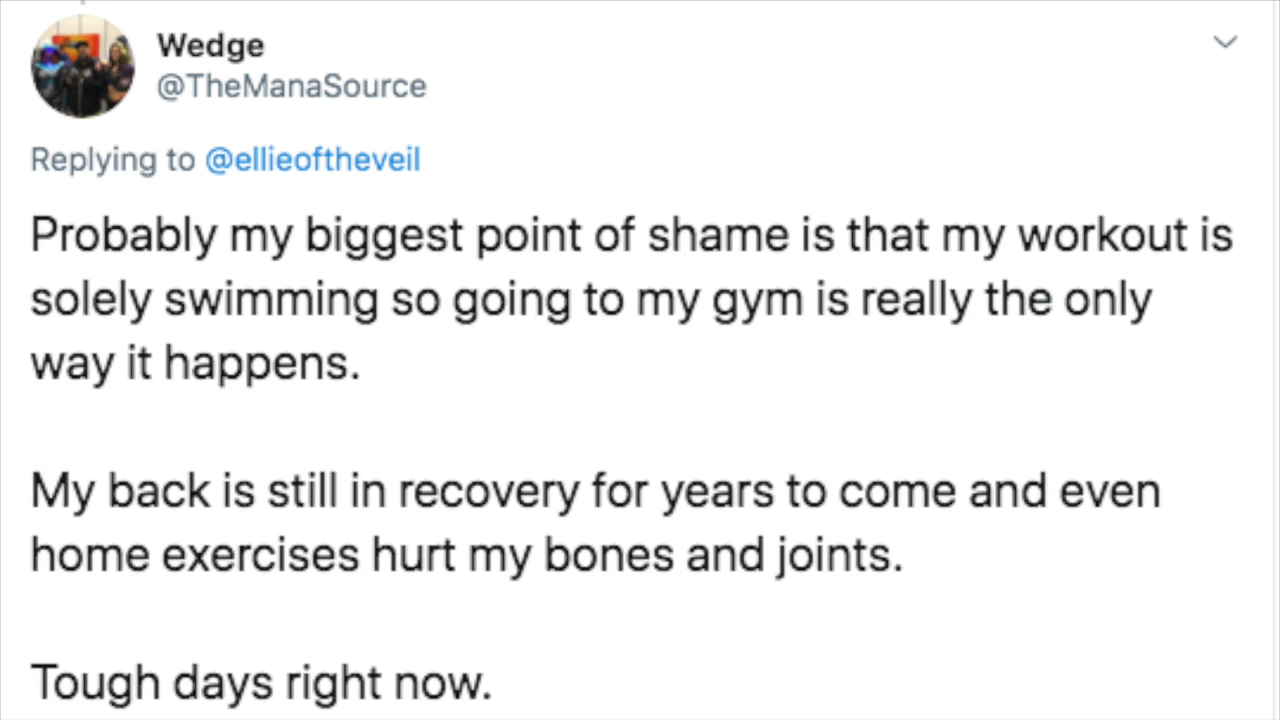 Wedge
@TheManaSource
Replying to @ellieoftheveil
Probably my biggest point of shame is that my workout is
solely swimming so going to my gym is really the only
way it happens.
My back is still in recovery for years to come and even
home exercises hurt my bones and joints.
Tough days right now.